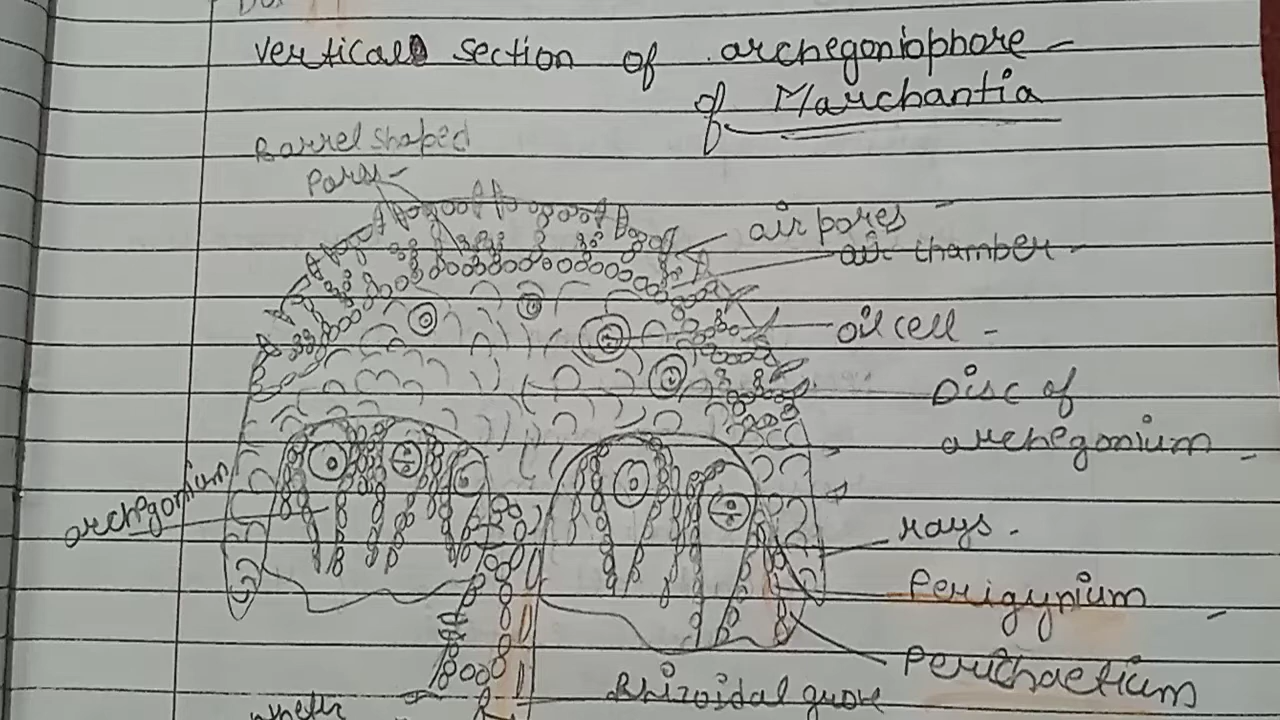 vertical section of archegoniophore -
of Marchantia
Barrel shaped
Pores -
air pores
air chamber -
oil cell -
Disc of
archegonium -
archegonium
rays -
Perigynium -
Perichaetium
Rhizoidal guove